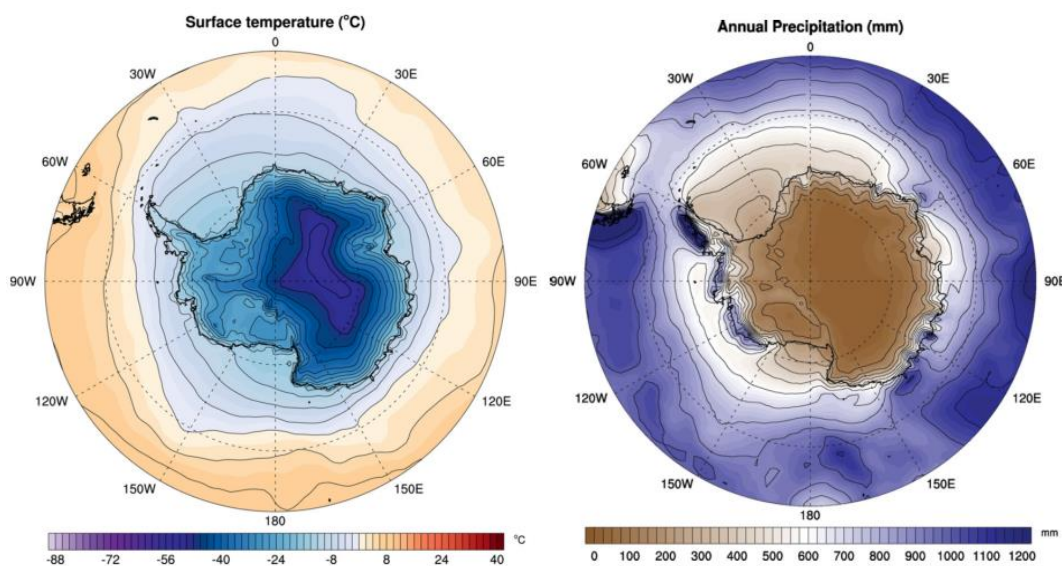 Surface temperature (°C)
0
30W
30E
60W
60E
90W
90E
120W
120E
150W
150E
180
-88 -72 -56 -40 -24 -8 8 24 40 °C
Annual Precipitation (mm)
0
30W
30E
60W
60E
90W
90E
120W
120E
150W
150E
180
0 100 200 300 400 500 600 700 800 900 1000 1100 1200 mm